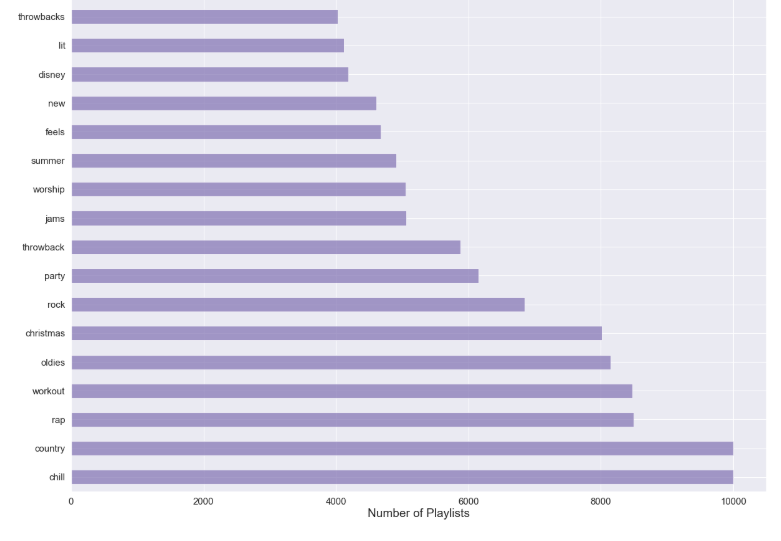 throwbacks
lit
disney
new
feels
summer
worship
jams
throwback
party
rock
christmas
oldies
workout
rap
country
chill
0 2000 4000 6000 8000 10000
Number of Playlists